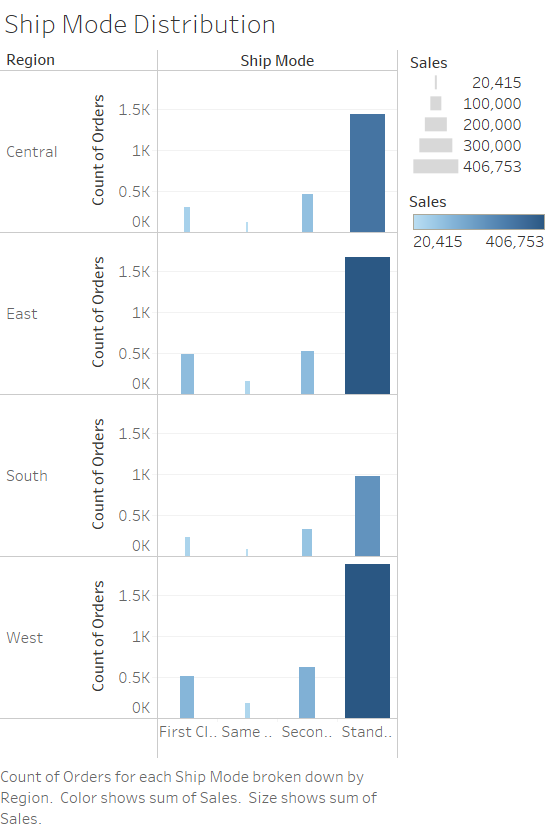 Ship Mode Distribution
Region
Ship Mode
Sales
20,415
100,000
200,000
300,000
406,753
Sales
20,415 406,753
Central
Count of Orders
1.5K
1K
0.5K
0K
East
Count of Orders
1.5K
1K
0.5K
0K
South
Count of Orders
1.5K
1K
0.5K
0K
West
Count of Orders
1.5K
1K
0.5K
0K
First Cl.. Same .. Secon.. Stand..
Count of Orders for each Ship Mode broken down by
Region. Color shows sum of Sales. Size shows sum of
Sales.